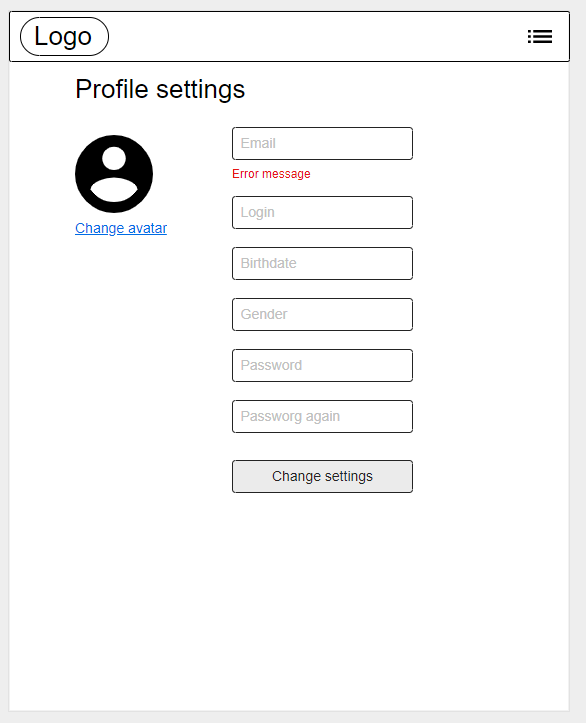 Logo
Profile settings
Email
Error message
Change avatar
Login
Birthdate
Gender
Password
Passworg again
Change settings